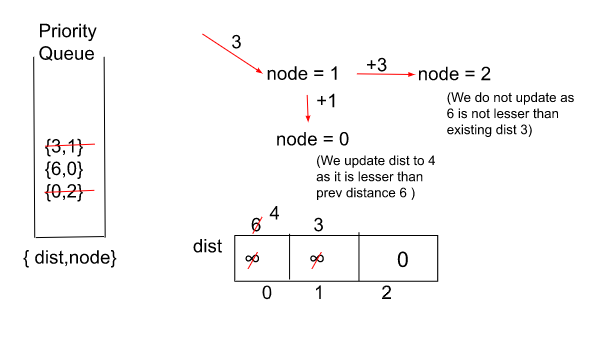 Priority
Queue
{3,1}
{6,0}
{0,2}
{ dist,node}
3
node = 1
+3
node = 2
(We do not update as
6 is not lesser than
existing dist 3)
+1
node = 0
(We update dist to 4
as it is lesser than
prev distance 6 )
6 4 3
dist
∞ ∞ 0
0 1 2